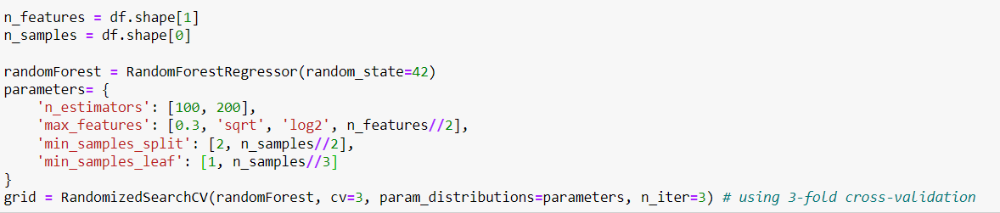 n_features = df.shape[1]
n_samples = df.shape[0]
randomForest = RandomForestRegressor(random_state=42)
parameters= {
    'n_estimators': [100, 200],
    'max_features': [0.3, 'sqrt', 'log2', n_features//2],
    'min_samples_split': [2, n_samples//2],
    'min_samples_leaf': [1, n_samples//3]
}
grid = RandomizedSearchCV(randomForest, cv=3, param_distributions=parameters, n_iter=3) # using 3-fold cross-validation